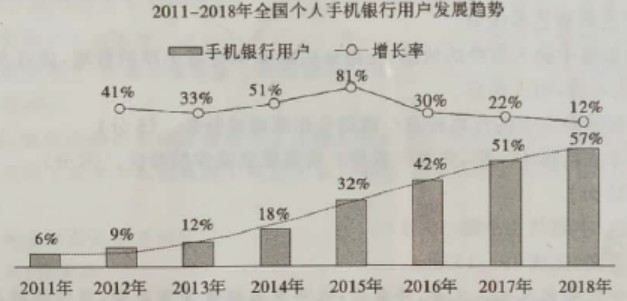 2011-2018年全国个人手机银行用户发展趋势
手机银行用户 增长率
41% 33% 51% 81% 30% 22% 12%
6% 9% 12% 18% 32% 42% 51% 57%
2011年 2012年 2013年 2014年 2015年 2016年 2017年 2018年